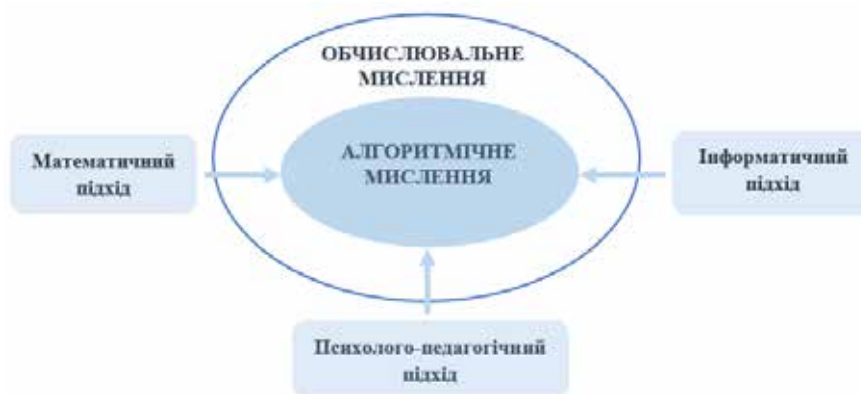 ОБЧИСЛЮВАЛЬНЕ
МИСЛЕННЯ
АЛГОРИТМІЧНЕ
МИСЛЕННЯ
Математичний
підхід
Інформатичний
підхід
Психолого-педагогічний
підхід